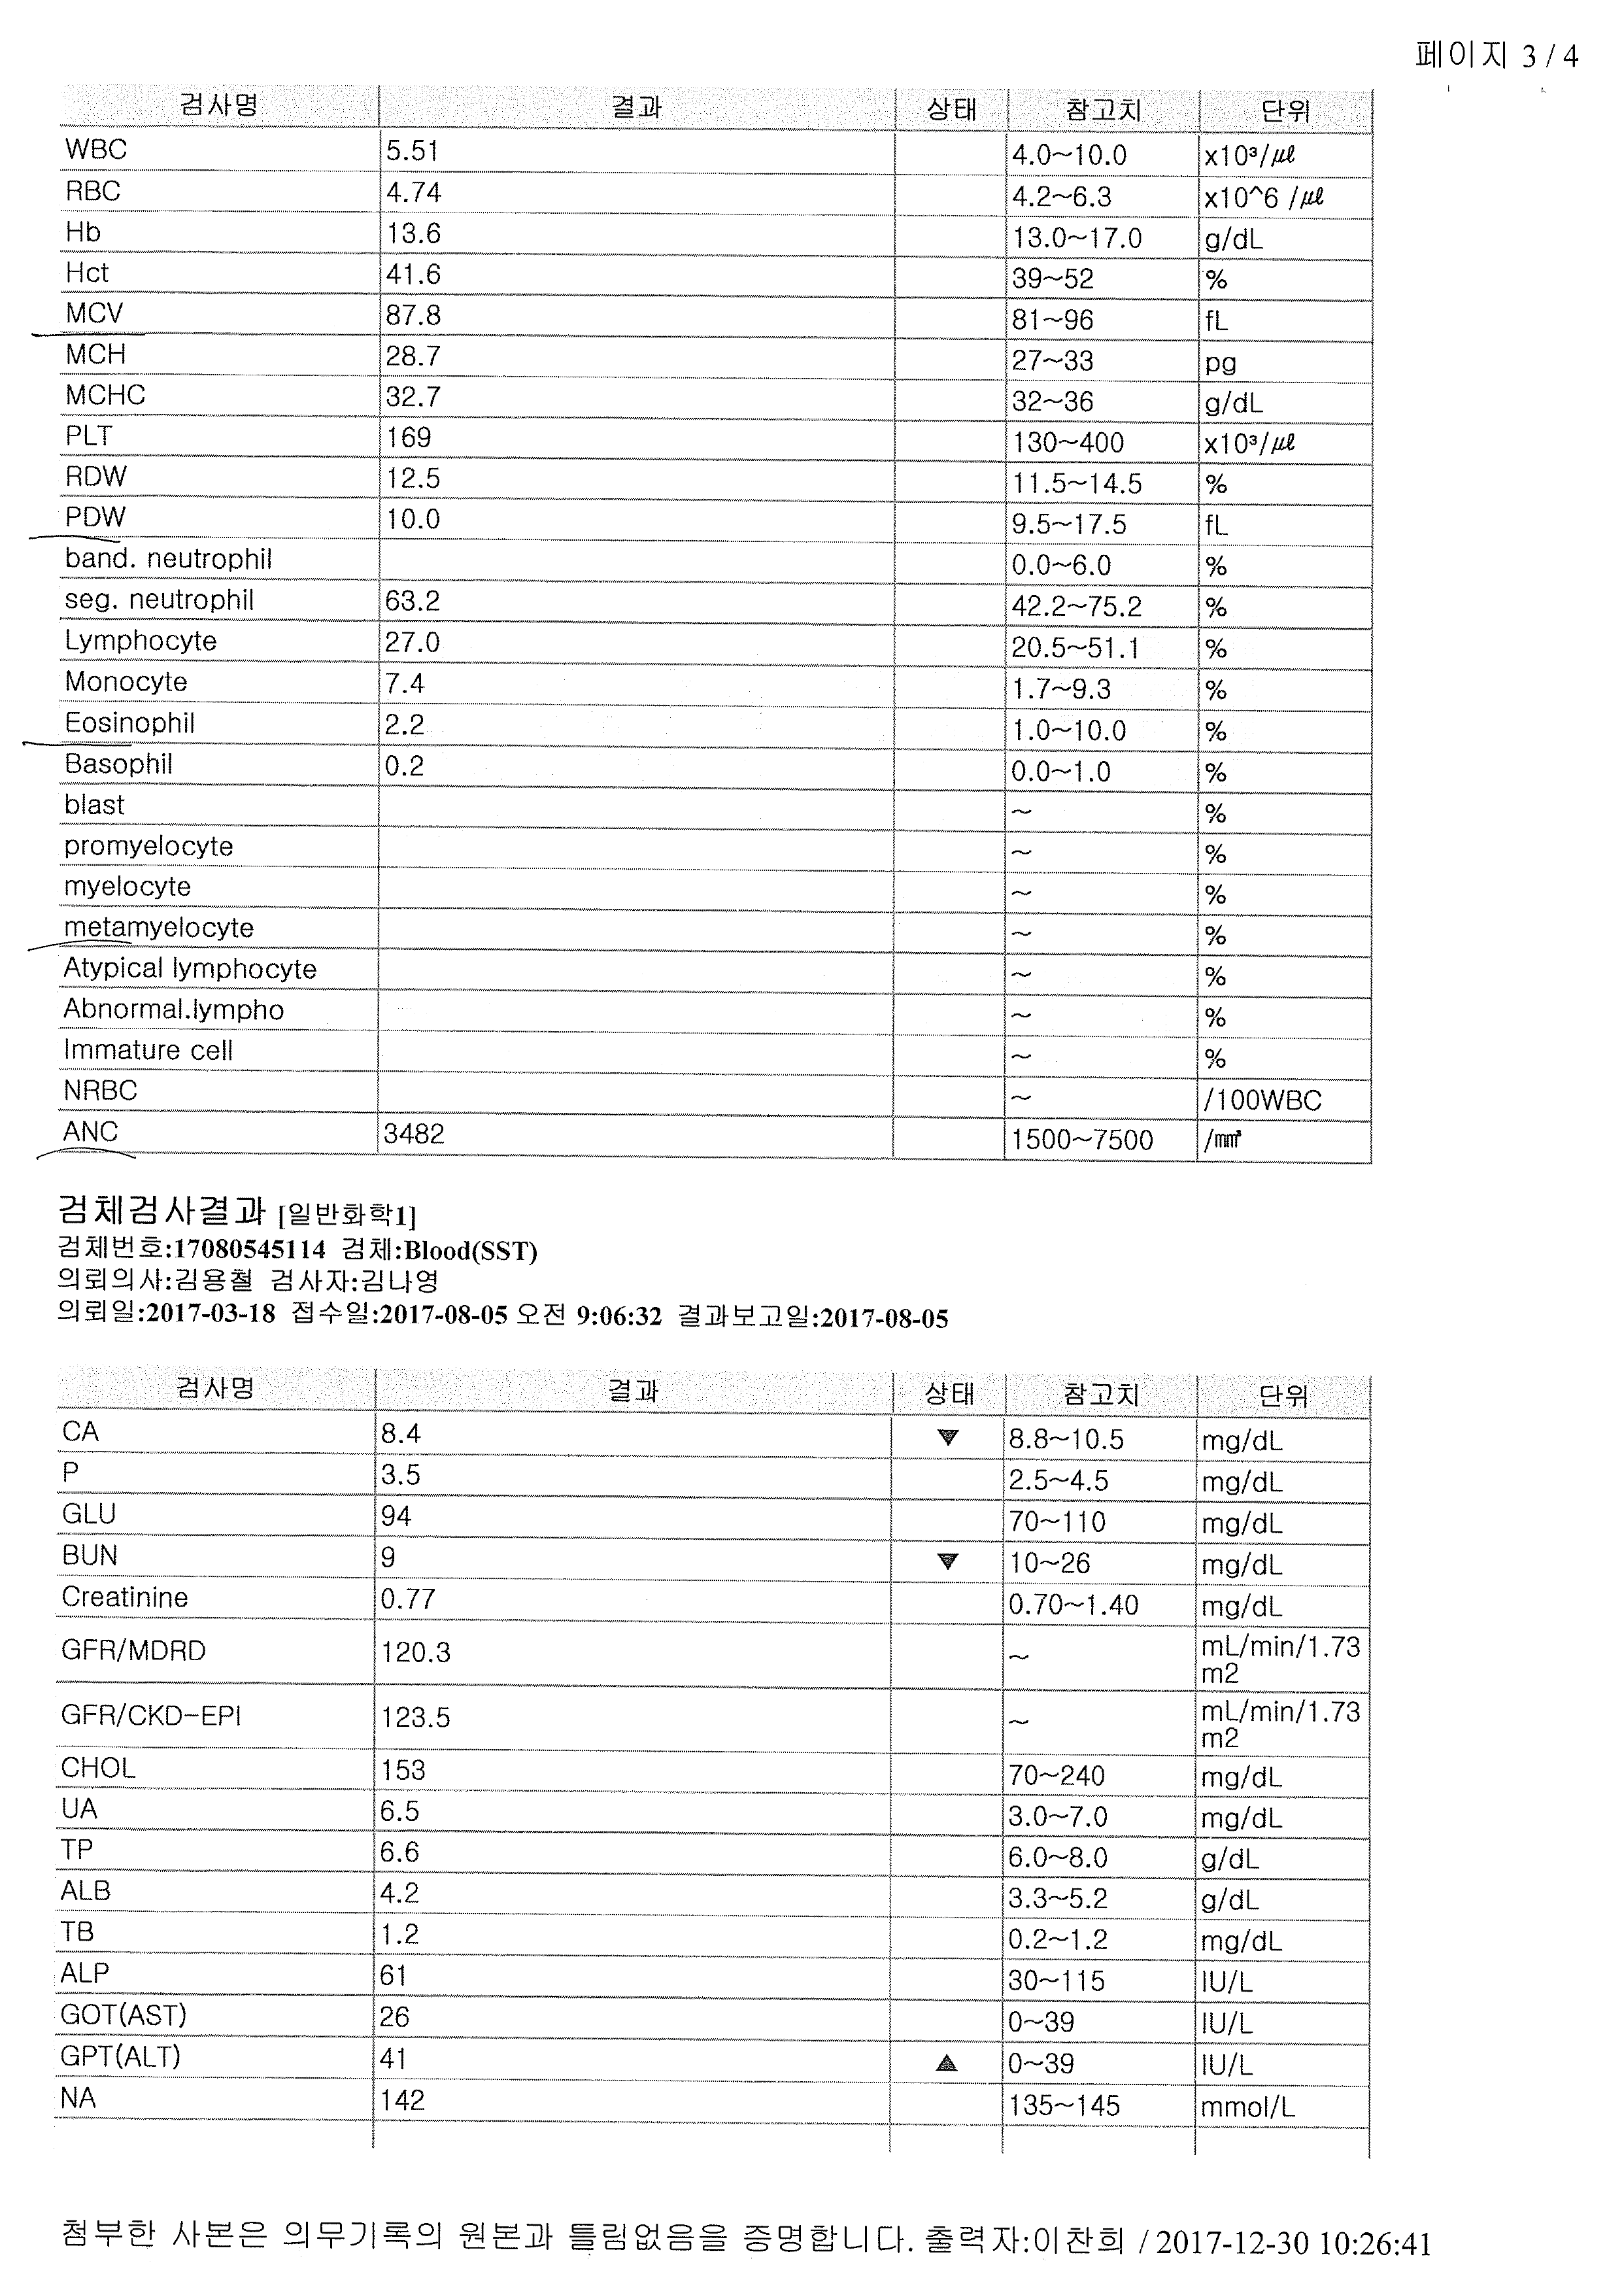 페이지 3 / 4
검사명 결과 상태 참고치 단위
WBC 5.51 4.0~10.0 x10³/㎕
RBC 4.74 4.2~6.3 x10^6 /㎕
Hb 13.6 13.0~17.0 g/dL
Hct 41.6 39~52 %
MCV 87.8 81~96 fL
MCH 28.7 27~33 pg
MCHC 32.7 32~36 g/dL
PLT 169 130~400 x10³/㎕
RDW 12.5 11.5~14.5 %
PDW 10.0 9.5~17.5 fL
band. neutrophil 0.0~6.0 %
seg. neutrophil 63.2 42.2~75.2 %
Lymphocyte 27.0 20.5~51.1 %
Monocyte 7.4 1.7~9.3 %
Eosinophil 2.2 1.0~10.0 %
Basophil 0.2 0.0~1.0 %
blast ~ %
promyelocyte ~ %
myelocyte ~ %
metamyelocyte ~ %
Atypical lymphocyte ~ %
Abnormal.lympho ~ %
Immature cell ~ %
NRBC ~ /100WBC
ANC 3482 1500~7500 /㎣
검체검사결과 [일반화학1]
검체번호:17080545114 검체:Blood(SST)
의뢰의사:김용철 검사자:김나영
의뢰일:2017-03-18 접수일:2017-08-05 오전 9:06:32 결과보고일:2017-08-05
검사명 결과 상태 참고치 단위
CA 8.4 ▼ 8.8~10.5 mg/dL
P 3.5 2.5~4.5 mg/dL
GLU 94 70~110 mg/dL
BUN 9 ▼ 10~26 mg/dL
Creatinine 0.77 0.70~1.40 mg/dL
GFR/MDRD 120.3 ~ mL/min/1.73
m2
GFR/CKD-EPI 123.5 ~ mL/min/1.73
m2
CHOL 153 70~240 mg/dL
UA 6.5 3.0~7.0 mg/dL
TP 6.6 6.0~8.0 g/dL
ALB 4.2 3.3~5.2 g/dL
TB 1.2 0.2~1.2 mg/dL
ALP 61 30~115 IU/L
GOT(AST) 26 0~39 IU/L
GPT(ALT) 41 ▲ 0~39 IU/L
NA 142 135~145 mmol/L
첨부한 사본은 의무기록의 원본과 틀림없음을 증명합니다. 출력자:이찬희 / 2017-12-30 10:26:41